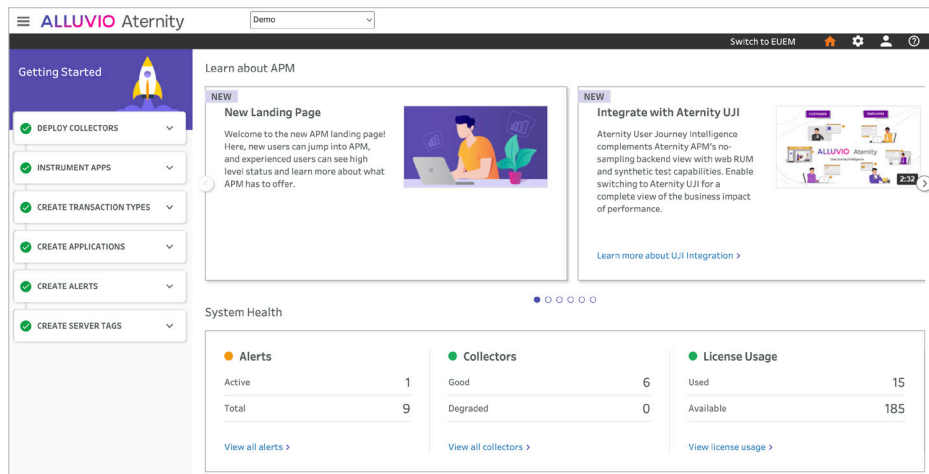 ALLUVIO Aternity
Demo
Switch to EUEM
Getting Started
DEPLOY COLLECTORS
INSTRUMENT APPS
CREATE TRANSACTION TYPES
CREATE APPLICATIONS
CREATE ALERTS
CREATE SERVER TAGS
Learn about APM
NEW
New Landing Page
Welcome to the new APM landing page!
Here, new users can jump into APM,
and experienced users can see high
level status and learn more about what
APM has to offer.
NEW
Integrate with Aternity UJI
Aternity User Journey Intelligence
complements Aternity APM's no-
sampling backend view with web RUM
and synthetic test capabilities. Enable
switching to Aternity UJI for a
complete view of the business impact
of performance.
Learn more about UJI Integration >
ALLUVIO Aternity
2:32
System Health
Alerts
Active 1
Total 9
View all alerts >
Collectors
Good 6
Degraded 0
View all collectors >
License Usage
Used 15
Available 185
View license usage >